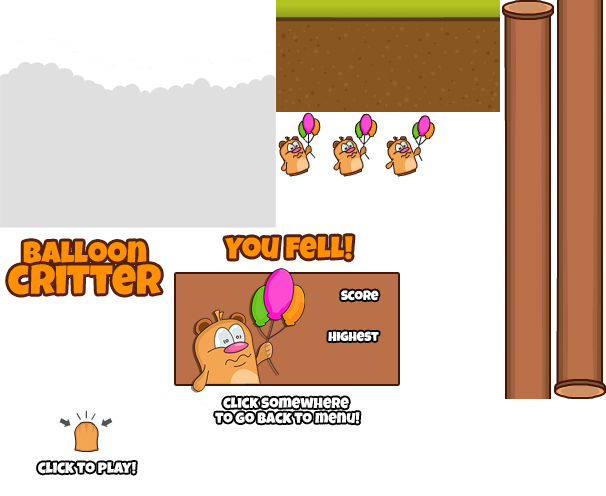 BALLOON
CRITTER
YOU FELL!
SCORE
HIGHEST
CLICK SOMEWHERE
TO GO BACK TO MENU!
CLICK TO PLAY!